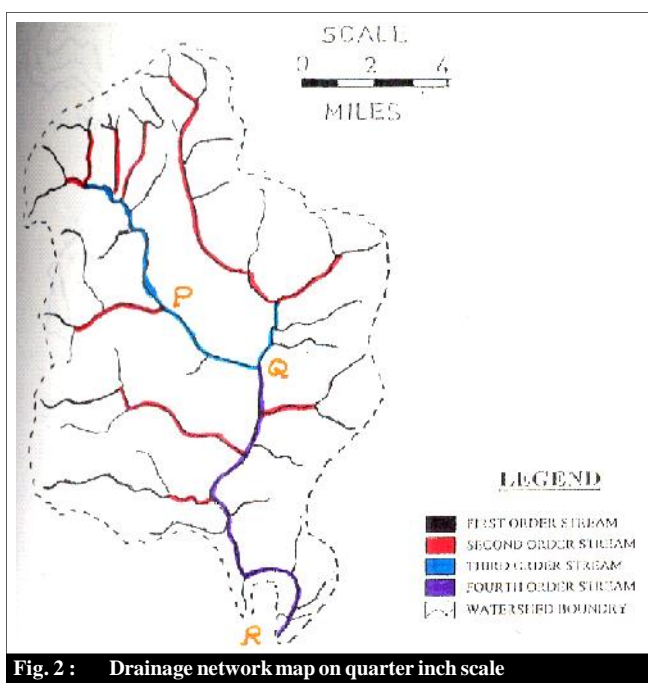 SCALE
0 2 4
MILES
P
Q
R
LEGEND
FIRST ORDER STREAM
SECOND ORDER STREAM
THIRD ORDER STREAM
FOURTH ORDER STREAM
WATERSHED BOUNDRY
Fig. 2 : Drainage network map on quarter inch scale